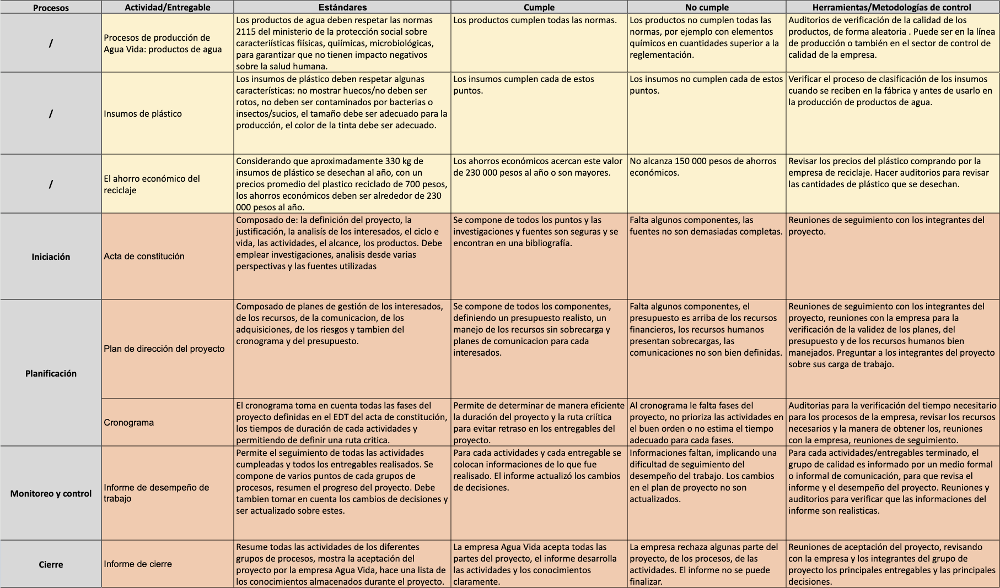 Procesos
Actividad/Entregable
Estándares
Cumple
No cumple
Herramientas/Metodologías de control
/
Procesos de producción de
Agua Vida: productos de agua
Los productos de agua deben respetar las normas
2115 del ministerio de la protección social sobre
caracteriísticas fiísicas, quiímicas, microbiológicas,
para garantizar que no tienen impacto negativos
sobre la salud humana.
Los productos cumplen todas las normas.
Los productos no cumplen todas las
normas, por ejemplo con elementos
químicos en cuantidades superior a la
reglementación.
Auditorios de verificación de la calidad de los
productos, de forma aleatoria . Puede ser en la línea
de producción o también en el sector de control de
calidad de la empresa.
/
Insumos de plástico
Los insumos de plástico deben respetar algunas
características: no mostrar huecos/no deben ser
rotos, no deben ser contaminados por bacterias o
insectos/sucios, el tamaño debe ser adecuado para la
producción, el color de la tinta debe ser adecuado.
Los insumos cumplen cada de estos
puntos.
Los insumos no cumplen cada de estos
puntos.
Verificar el proceso de clasificación de los insumos
cuando se reciben en la fábrica y antes de usarlo en
la producción de productos de agua.
/
El ahorro económico del
reciclaje
Considerando que aproximadamente 330 kg de
insumos de plástico se desechan al año, con un
precios promedio del plastico reciclado de 700 pesos,
los ahorros económicos deben ser alrededor de 230
000 pesos al año.
Los ahorros económicos acercan este valor
de 230 000 pesos al año o son mayores.
No alcanza 150 000 pesos de ahorros
económicos.
Revisar los precios del plástico comprando por la
empresa de reciclaje. Hacer auditorios para revisar
las cantidades de plástico que se desechan.
Iniciación
Acta de constitución
Composado de: la definición del proyecto, la
justificación, la analisís de los interesados, el ciclo e
vida, las actividades, el alcance, los productos. Debe
emplear investigaciones, analisis desde varias
perspectivas y las fuentes utilizadas
Se compone de todos los puntos y las
investigaciones y fuentes son seguras y se
encontran en una bibliografía.
Falta algunos componentes, las
fuentes no son demasiadas completas.
Reuniones de seguimiento con los integrantes del
proyecto.
Planificación
Plan de dirección del proyecto
Composado de planes de gestión de los interesados,
de los recursos, de la comunicacion, de los
adquisiciones, de los riesgos y tambien del
cronograma y del presupuesto.
Se compone de todos los componentes,
definiendo un presupuesto realisto, un
manejo de los recursos sin sobrecarga y
planes de comunicacion para cada
interesados.
Falta algunos componentes, el
presupuesto es arriba de los recursos
financieros, los recursos humanos
presentan sobrecargas, las
comunicaciones no son bien definidas.
Reuniones de seguimiento con los integrantes del
proyecto, reuniones con la empresa para la
verificación de la validez de los planes, del
presupuesto y de los recursos humanos bien
manejados. Preguntar a los integrantes del proyecto
sobre sus carga de trabajo.
Cronograma
El cronograma toma en cuenta todas las fases del
proyecto definidas en el EDT del acta de constitución,
los tiempos de duración de cada actividades y
permitiendo de definir una ruta critica.
Permite de determinar de manera eficiente
la duración del proyecto y la ruta criítica
para evitar retraso en los entregables del
proyecto.
Al cronograma le falta fases del
proyecto, no prioriza las actividades en
el buen orden o no estima el tiempo
adecuado para cada fases.
Auditorias para la verificación del tiempo necesitario
para los procesos de la empresa, revisar los recursos
necesarios y la manera de obtener los, reuniones
con la empresa, reuniones de seguimiento.
Monitoreo y control
Informe de desempeño de
trabajo
Permite el seguimiento de todas las actividades
cumpleadas y todos los entregables realisados. Se
compone de varios puntos de cada grupos de
procesos, resumen el progreso del proyecto. Debe
tambien tomar en cuenta los cambios de decisiones y
ser actualizado sobre estes.
Para cada actividades y cada entregable se
colocan informaciones de lo que fue
realisado. El informe actualizó los cambios
de decisiones.
Informaciones faltan, implicando una
dificultad de seguimiento del
desempeño del trabajo. Los cambios
en el plan de proyecto no son
actualizados.
Para cada actividades/entregables terminado, el
grupo de calidad es informado por un medio formal
o informal de comunicación, para que revisa el
informe y el desempeño del proyecto. Reuniones y
auditorios para verificar que las informaciones del
informe son realisticas.
Cierre
Informe de cierre
Resume todas las actividades de los diferentes
grupos de procesos, mostra la aceptación del
proyecto por la empresa Agua Vida, hace una lista de
los conocimientos almacenados durante el proyecto.
La empresa Agua Vida acepta todas las
partes del proyecto, el informe desarrolla
las actividades y los conocimientos
claramente.
La empresa rechaza algunas parte del
proyecto, de los procesos, de las
actividades. El informe no se puede
finalizar.
Reuniones de aceptación del proyecto, revisando
con la empresa y los integrantes del grupo de
proyecto los principales entregables y las principales
decisiones.